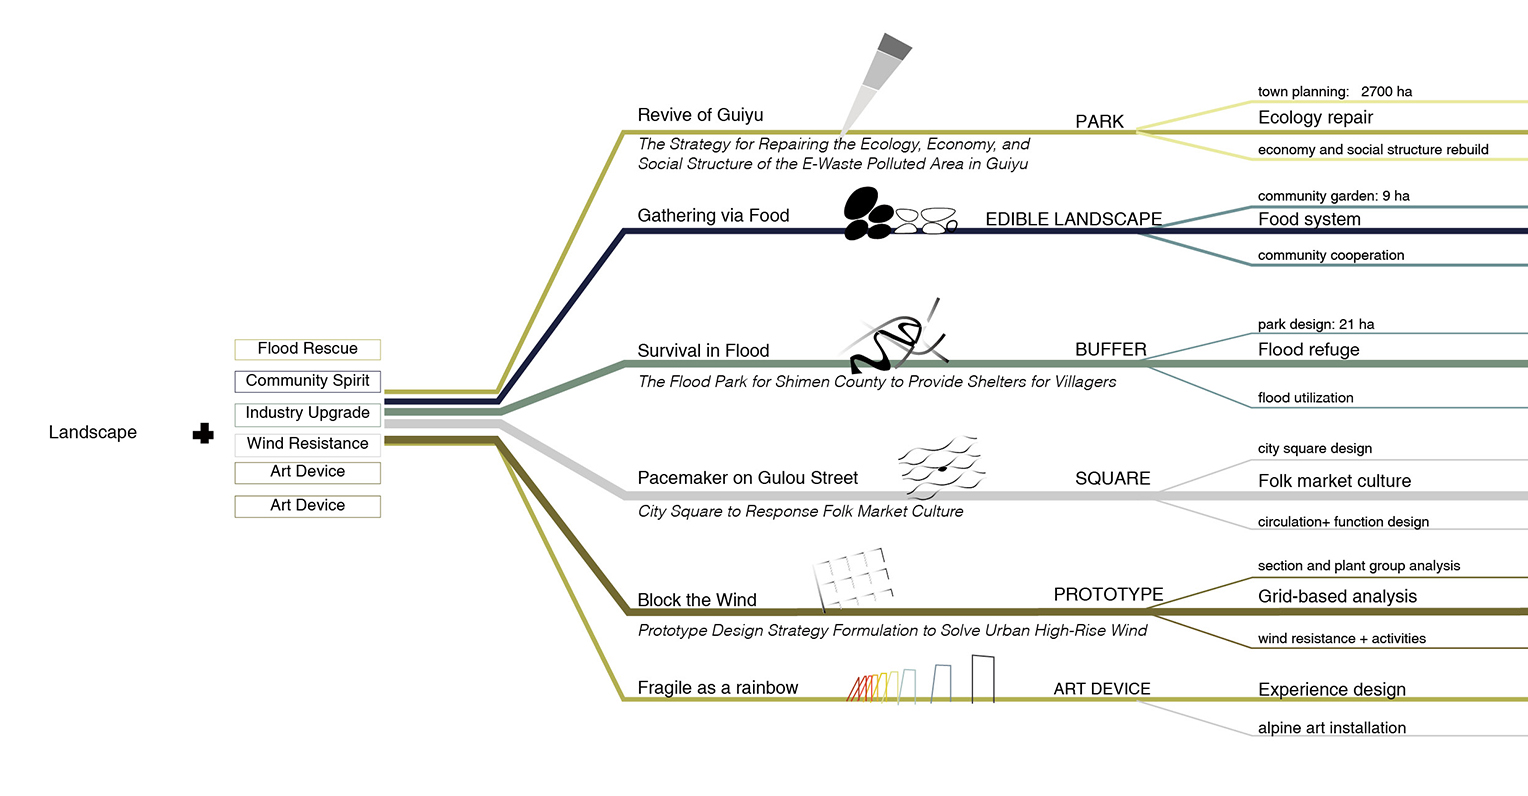 Landscape
Flood Rescue
Community Spirit
Industry Upgrade
Wind Resistance
Art Device
Art Device
Revive of Guiyu
The Strategy for Repairing the Ecology, Economy, and
Social Structure of the E-Waste Polluted Area in Guiyu
PARK
town planning: 2700 ha
Ecology repair
economy and social structure rebuild
Gathering via Food
EDIBLE LANDSCAPE
community garden: 9 ha
Food system
community cooperation
Survival in Flood
The Flood Park for Shimen County to Provide Shelters for Villagers
BUFFER
park design: 21 ha
Flood refuge
flood utilization
Pacemaker on Gulou Street
City Square to Response Folk Market Culture
SQUARE
city square design
Folk market culture
circulation+ function design
Block the Wind
Prototype Design Strategy Formulation to Solve Urban High-Rise Wind
PROTOTYPE
section and plant group analysis
Grid-based analysis
wind resistance + activities
Fragile as a rainbow
ART DEVICE
Experience design
alpine art installation